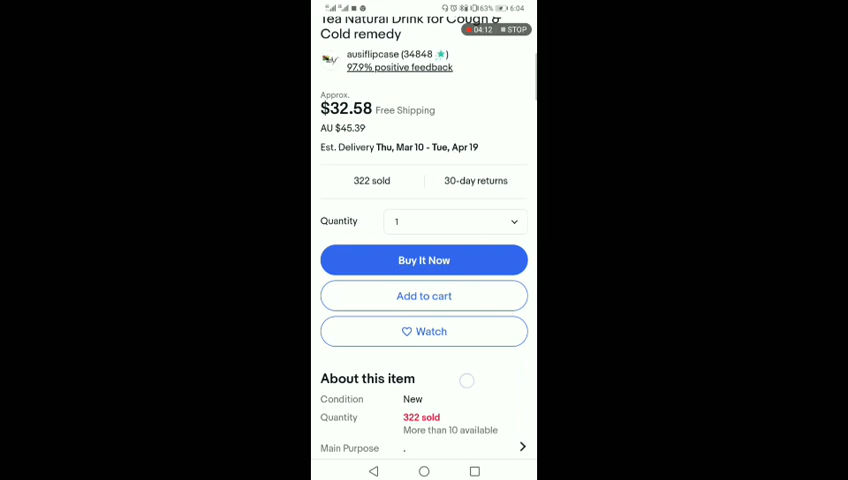 63% 6:04
Tea Natural Drink for Cough &
Cold remedy
04:12 STOP
ausiflipcase (34848 )
97.9% positive feedback
Approx.
$32.58 Free Shipping
AU $45.39
Est. Delivery Thu, Mar 10 - Tue, Apr 19
322 sold 30-day returns
Quantity 1
Buy It Now
Add to cart
Watch
About this item
Condition New
Quantity 322 sold
More than 10 available
Main Purpose .